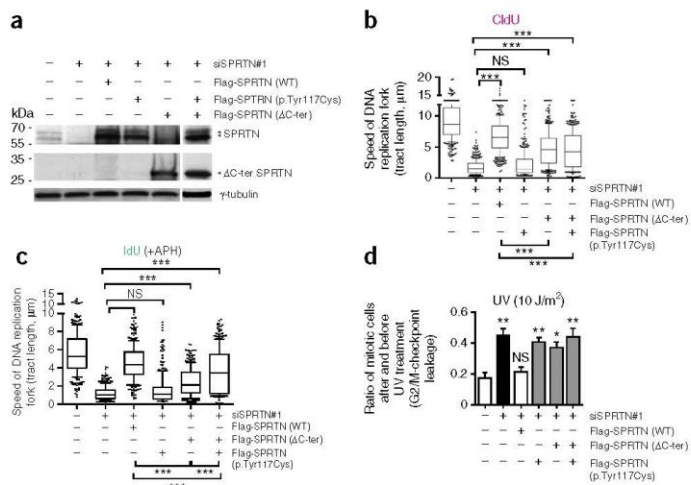 a
− + + + + + siSPRTN#1
− − + − − − Flag-SPRTN (WT)
− − − + − + Flag-SPTRN (p.Tyr117Cys)
− − − − + + Flag-SPRTN (ΔC-ter)
kDa
70
55
SPRTN
35
25
ΔC-ter SPRTN
γ-tubulin
b
CldU
***
***
NS
***
Speed of DNA
replication fork
(tract length, μm)
20
15
10
5
0
− + + + + + siSPRTN#1
− − + − − − Flag-SPRTN (WT)
− − − − + + Flag-SPRTN (ΔC-ter)
− − − + − + Flag-SPRTN
(p.Tyr117Cys)
***
***
c
IdU (+APH)
***
***
NS
Speed of DNA replication
fork (tract length, μm)
15
10
8
6
4
2
0
− + + + + + siSPRTN#1
− − + − − − Flag-SPRTN (WT)
− − − − + + Flag-SPRTN (ΔC-ter)
− − − + − + Flag-SPRTN
(p.Tyr117Cys)
*** ***
***
d
UV (10 J/m²)
Ratio of mitotic cells
after and before
UV treatment
(G2/M-checkpoint
leakage)
0.6
0.4
0.2
0
** NS ** * **
− + + + + + siSPRTN#1
− − + − − − Flag-SPRTN (WT)
− − − − + + Flag-SPRTN (ΔC-ter)
− − − + − + Flag-SPRTN
(p.Tyr117Cys)